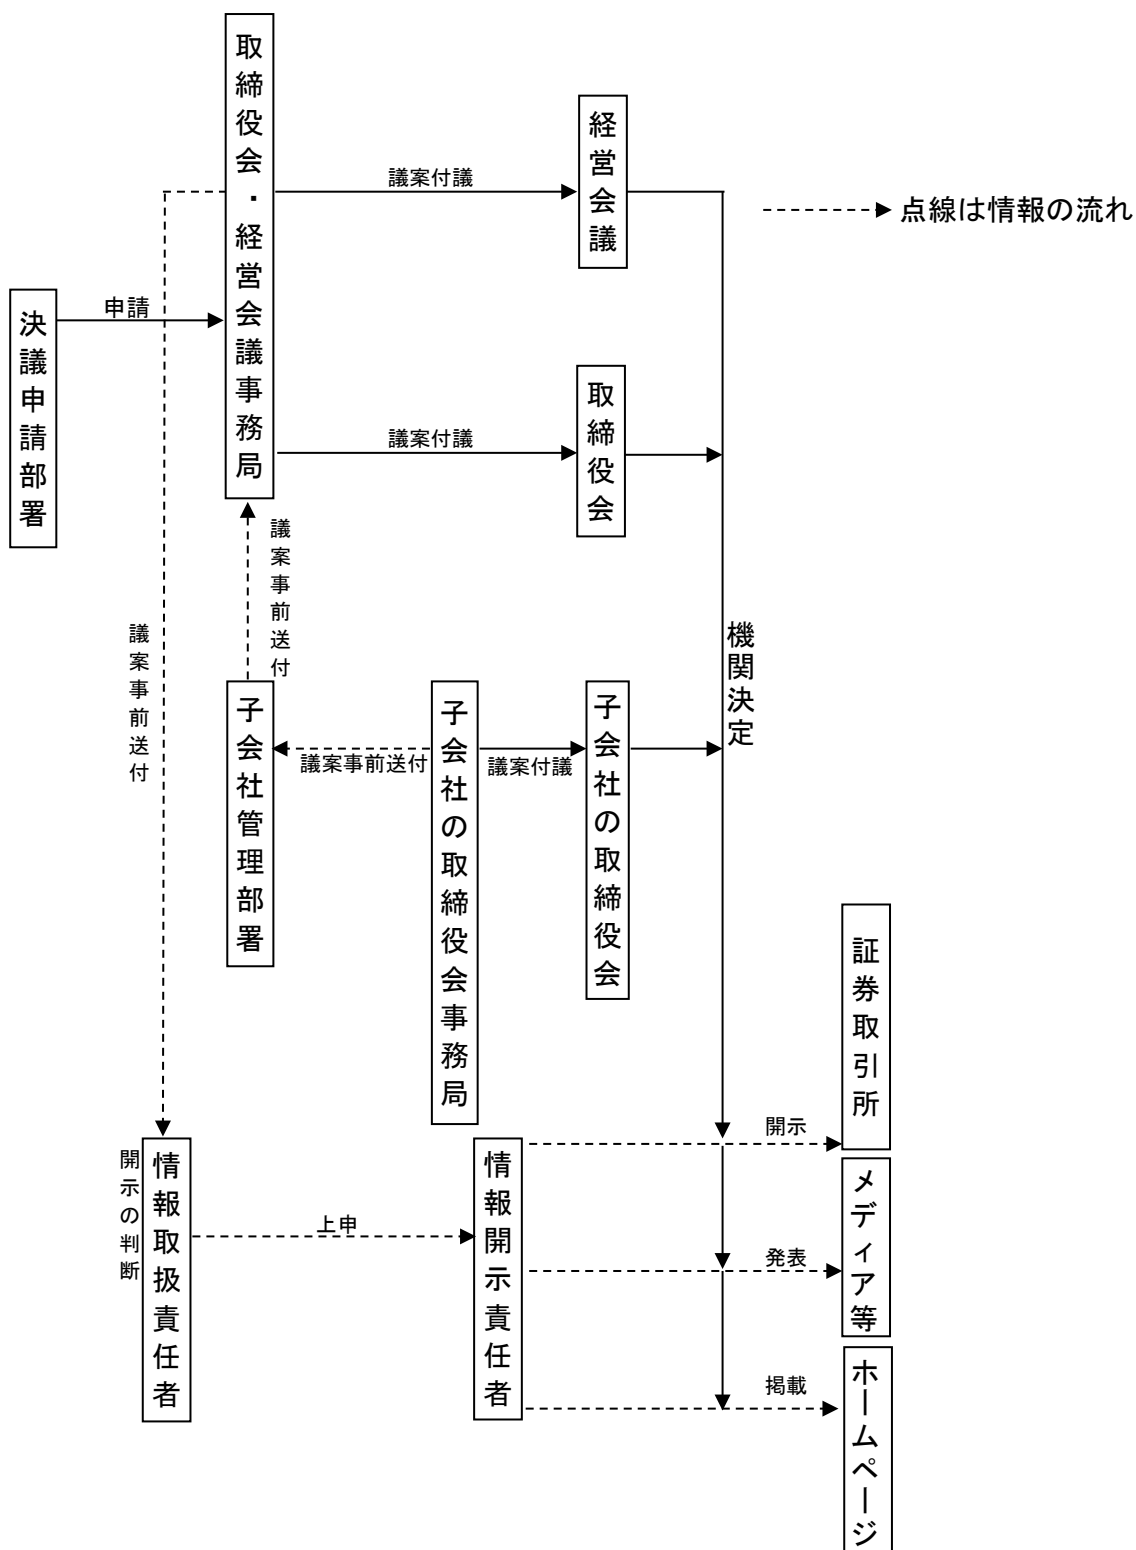 取締役会・経営会議事務局
経営会議
議案付議
点線は情報の流れ
決議申請部署
申請
取締役会
議案付議
議案事前送付
議案事前送付
機関決定
子会社管理部署
議案事前送付
子会社の取締役会事務局
議案付議
子会社の取締役会
証券取引所
開示
開示の判断
情報取扱責任者
上申
情報開示責任者
メディア等
発表
掲載
ホームページ